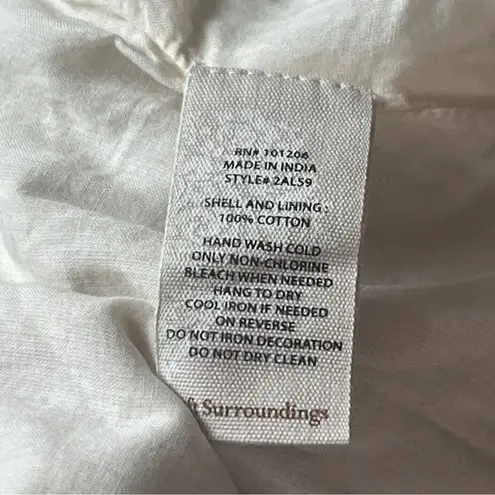 RN# 101206
MADE IN INDIA
STYLE# 2AL59
SHELL AND LINING :
100% COTTON
HAND WASH COLD
ONLY NON-CHLORINE
BLEACH WHEN NEEDED
HANG TO DRY
COOL IRON IF NEEDED
ON REVERSE
DO NOT IRON DECORATION
DO NOT DRY CLEAN
ft Surroundings